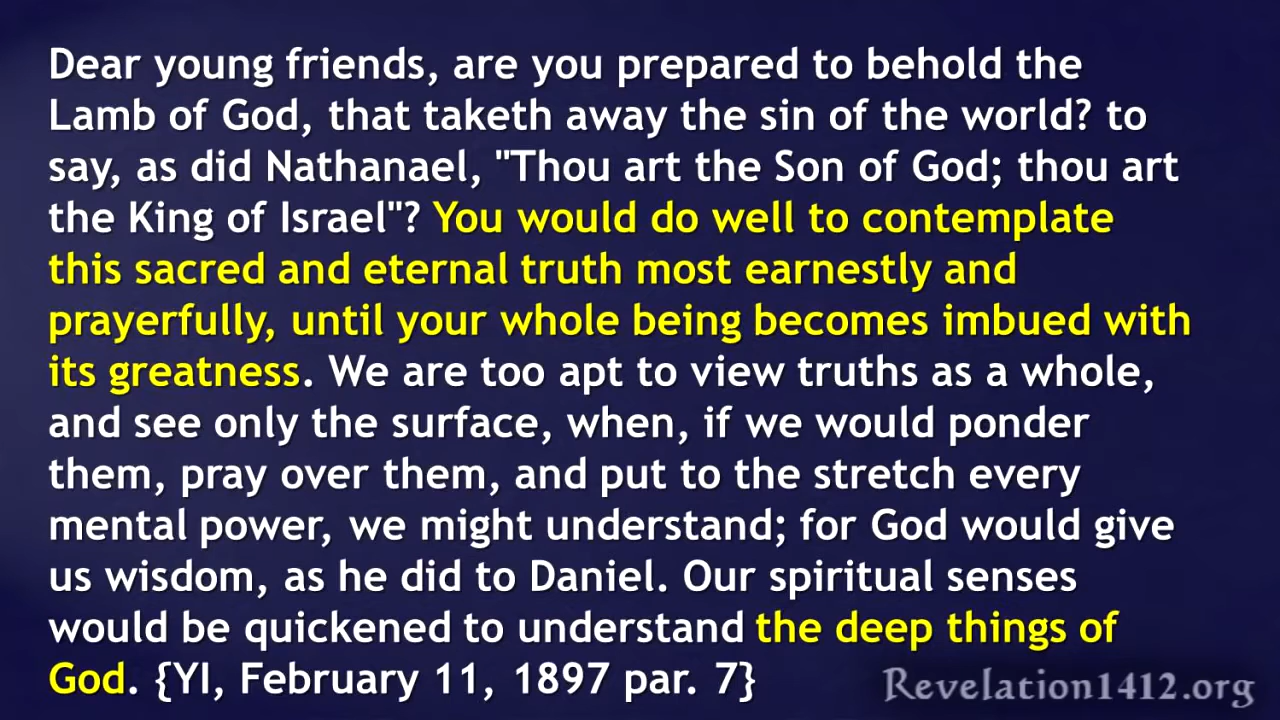 Dear young friends, are you prepared to behold the
Lamb of God, that taketh away the sin of the world? to
say, as did Nathanael, "Thou art the Son of God; thou art
the King of Israel"? You would do well to contemplate
this sacred and eternal truth most earnestly and
prayerfully, until your whole being becomes imbued with
its greatness. We are too apt to view truths as a whole,
and see only the surface, when, if we would ponder
them, pray over them, and put to the stretch every
mental power, we might understand; for God would give
us wisdom, as he did to Daniel. Our spiritual senses
would be quickened to understand the deep things of
God. {YI, February 11, 1897 par. 7}
Revelation1412.org